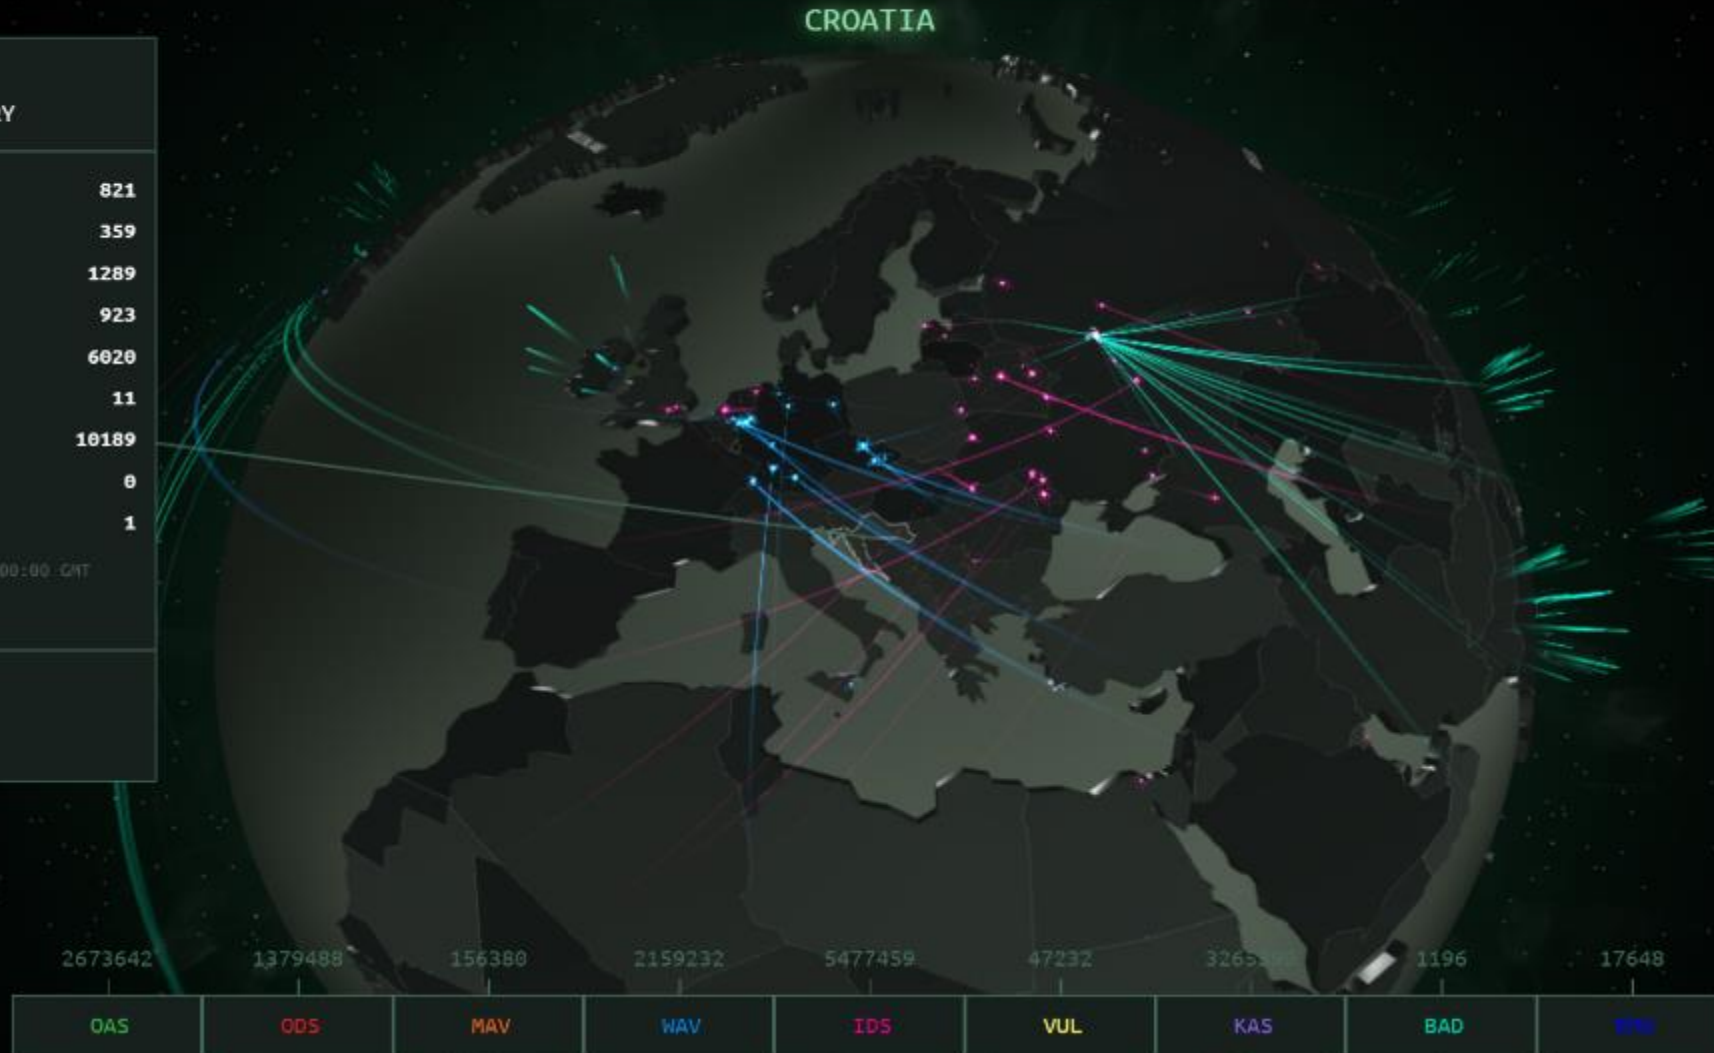 CROATIA
RY
821
359
1289
923
6020
11
10189
0
1
00:00 GMT
2673642 1379488 156380 2159232 5477459 47232 1196 17648
OAS ODS MAV WAV IDS VUL KAS BAD